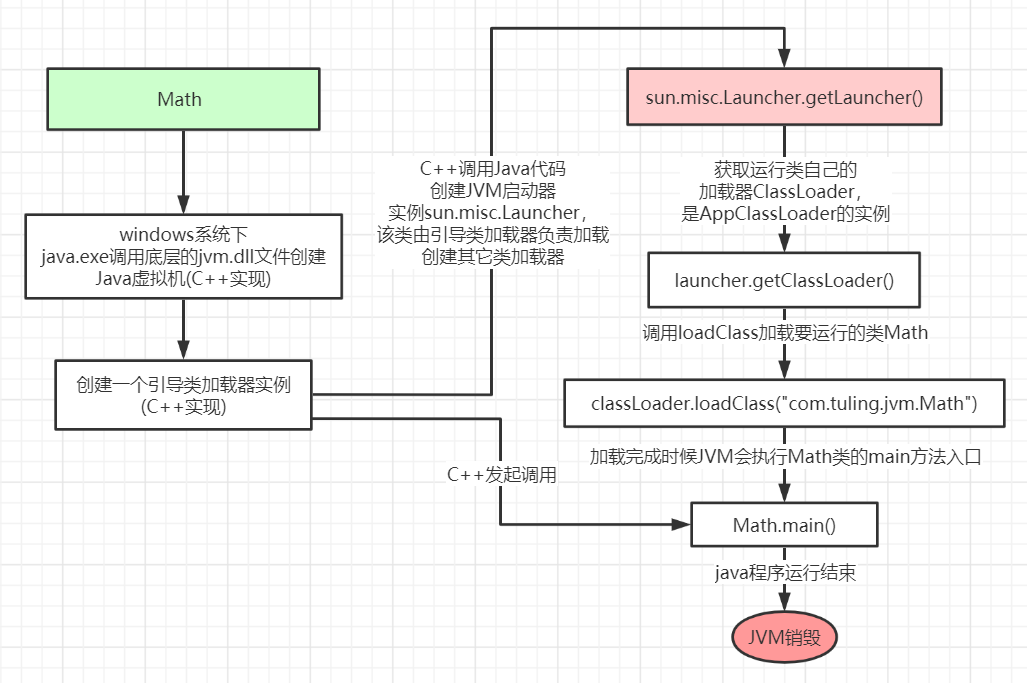 Math
windows系统下
java.exe调用底层的jvm.dll文件创建
Java虚拟机(C++实现)
创建一个引导类加载器实例
(C++实现)
C++调用Java代码
创建JVM启动器
实例sun.misc.Launcher，
该类由引导类加载器负责加载
创建其它类加载器
C++发起调用
sun.misc.Launcher.getLauncher()
获取运行类自己的
加载器ClassLoader，
是AppClassLoader的实例
launcher.getClassLoader()
调用loadClass加载要运行的类Math
classLoader.loadClass("com.tuling.jvm.Math")
加载完成时候JVM会执行Math类的main方法入口
Math.main()
java程序运行结束
JVM销毁